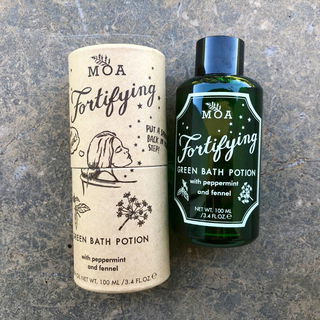 MOA
Fortifying
PUT A
BACK IN
STEP!
GREEN BATH POTION
with peppermint
and fennel
NET WT. 100 ML / 3.4 FL.OZ. ℮
MOA
Fortifying
GREEN BATH POTION
with peppermint
and fennel
NET WT. 100 ML
/ 3.4 FL.OZ. ℮